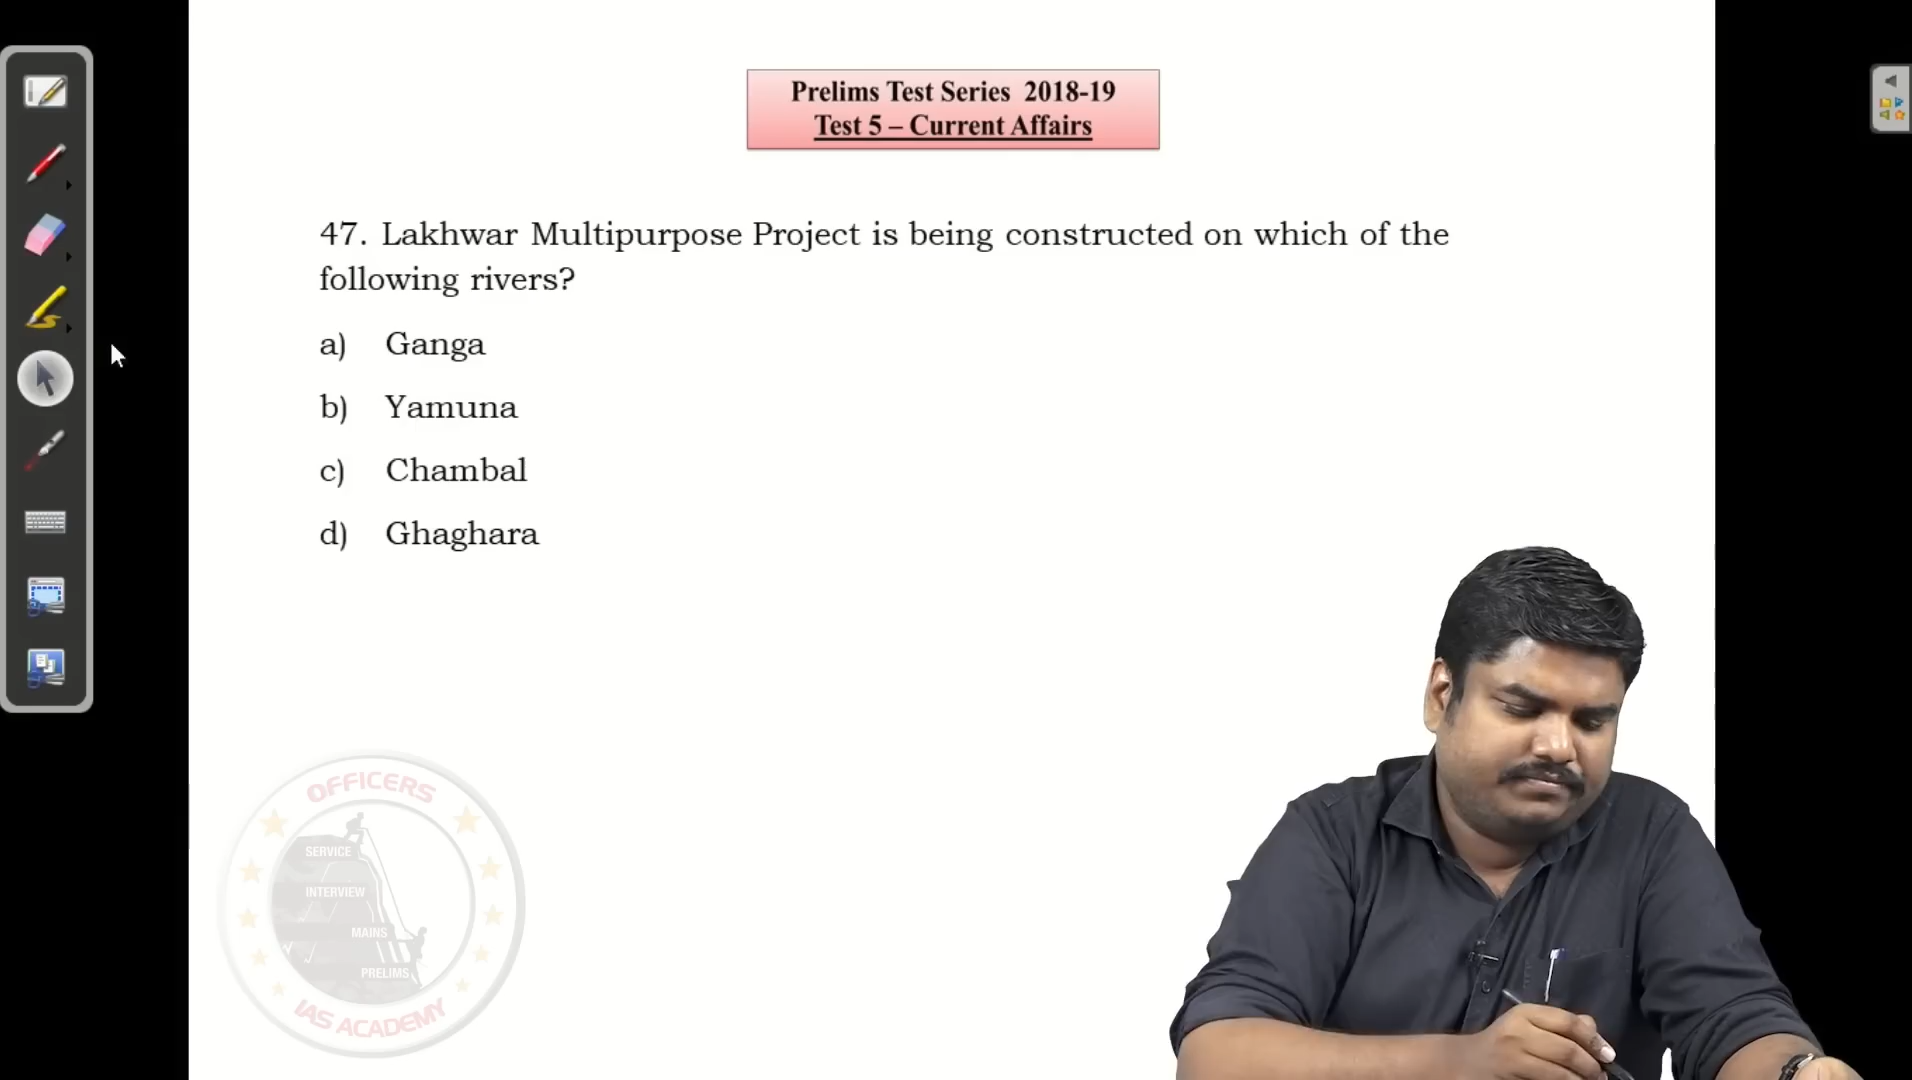 Prelims Test Series 2018-19
Test 5 – Current Affairs
47. Lakhwar Multipurpose Project is being constructed on which of the
following rivers?
a) Ganga
b) Yamuna
c) Chambal
d) Ghaghara
OFFICERS
SERVICE
INTERVIEW
MAINS
PRELIMS
IAS ACADEMY